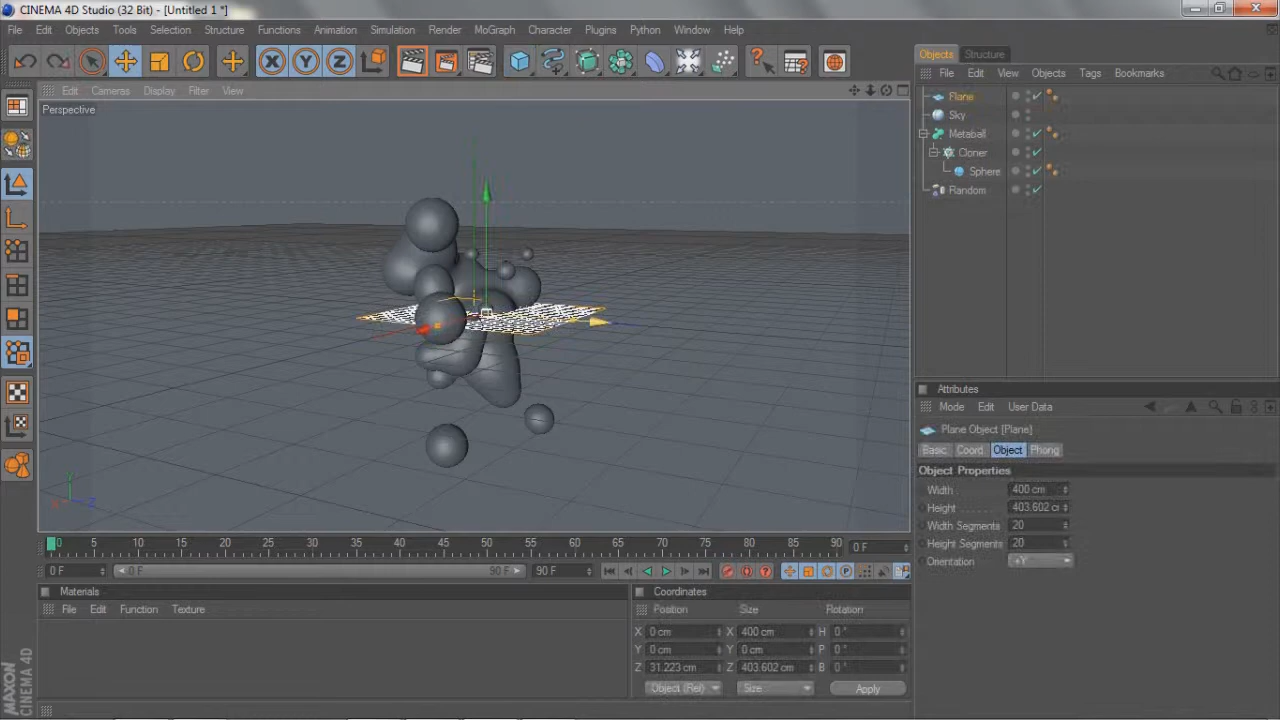 CINEMA 4D Studio (32 Bit) - [Untitled 1 *]
File Edit Objects Tools Selection Structure Functions Animation Simulation Render MoGraph Character Plugins Python Window Help
Edit Cameras Display Filter View
Perspective
Y
X Z
0 5 10 15 20 25 30 35 40 45 50 55 60 65 70 75 80 85 90 0 F
0 F 0 F 90 F 90 F
Materials
File Edit Function Texture
Coordinates
Position Size Rotation
X 0 cm X 400 cm H 0 °
Y 0 cm Y 0 cm P 0 °
Z 31.223 cm Z 403.602 cm B 0 °
Object (Rel) Size Apply
MAXON
CINEMA 4D
Objects Structure
File Edit View Objects Tags Bookmarks
Plane
Sky
Metaball
Cloner
Sphere
Random
Attributes
Mode Edit User Data
Plane Object [Plane]
Basic Coord Object Phong
Object Properties
Width 400 cm
Height 403.602 c
Width Segments 20
Height Segments 20
Orientation +Y